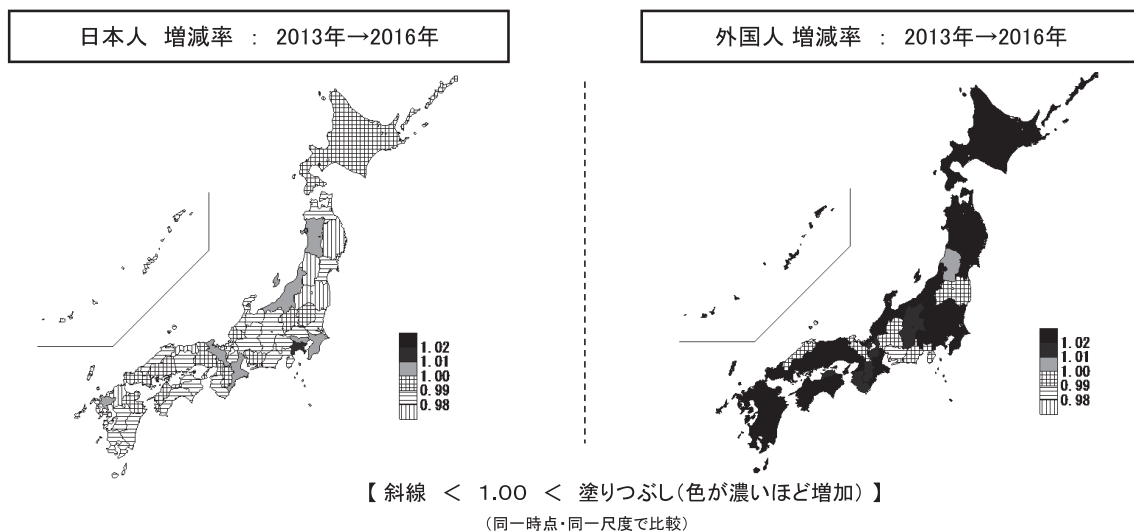 日本人 増減率 : 2013年→2016年
外国人 増減率 : 2013年→2016年
1.02
1.01
1.00
0.99
0.98
1.02
1.01
1.00
0.99
0.98
【 斜線 < 1.00 < 塗りつぶし(色が濃いほど増加) 】
(同一時点・同一尺度で比較)